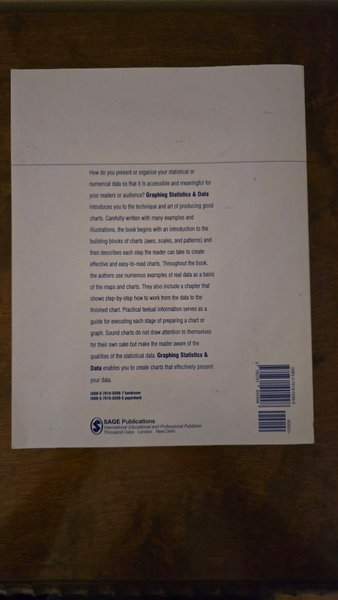 How do you present or organize your statistical or
numerical data so that it is accessible and meaningful for
your readers or audience? Graphing Statistics & Data
introduces you to the technique and art of producing good
charts. Carefully written with many examples and
illustrations, the book begins with an introduction to the
building blocks of charts (axes, scales, and patterns) and
then describes each step the reader can take to create
effective and easy-to-read charts. Throughout the book,
the authors use numerous examples of real data as a basis
of the maps and charts. They also include a chapter that
shows step-by-step how to work from the data to the
finished chart. Practical textual information serves as a
guide for executing each stage of preparing a chart or
graph. Sound charts do not draw attention to themselves
for their own sake but make the reader aware of the
qualities of the statistical data. Graphing Statistics &
Data enables you to create charts that effectively present
your data.
hardcover
paperback
SAGE Publications
International Educational and Professional Publisher
Thousand Oaks London New Delhi